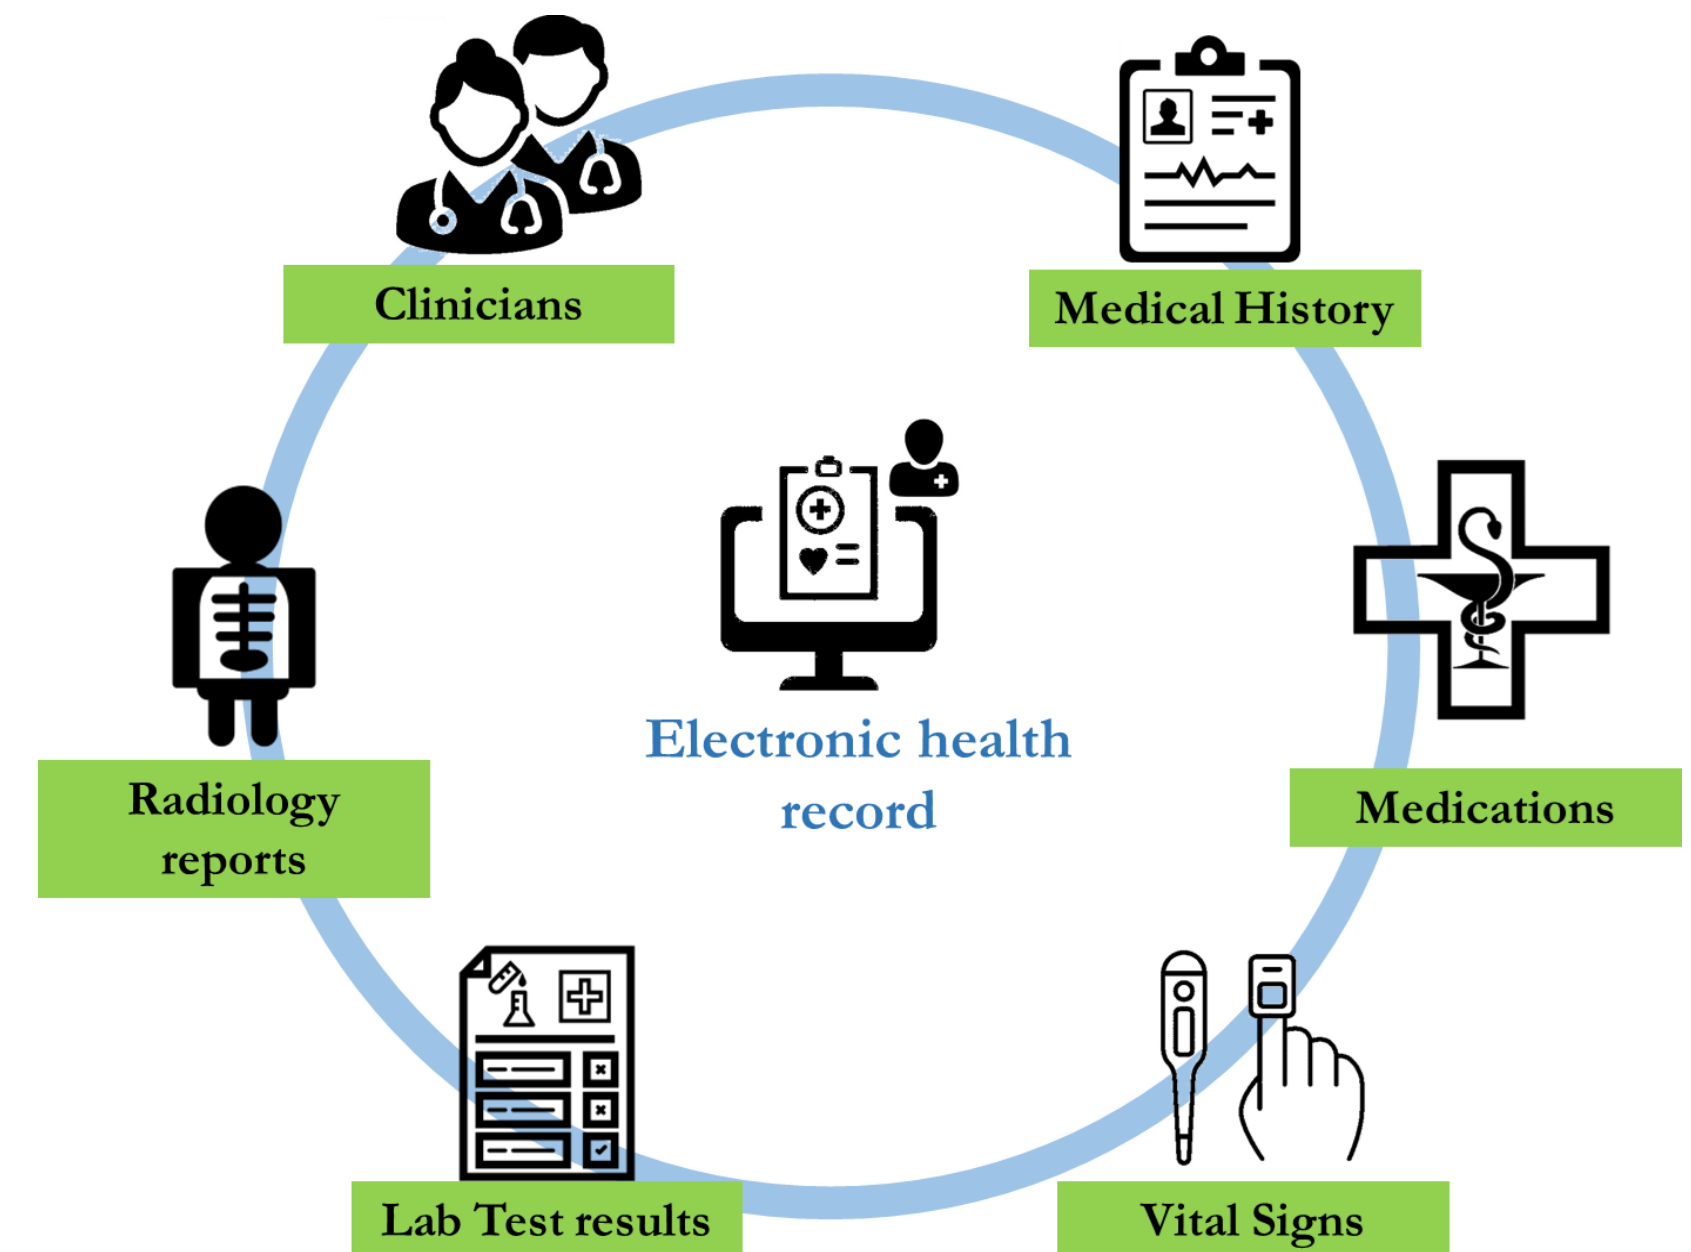 Clinicians
Medical History
Electronic health
record
Radiology
reports
Medications
Lab Test results
Vital Signs